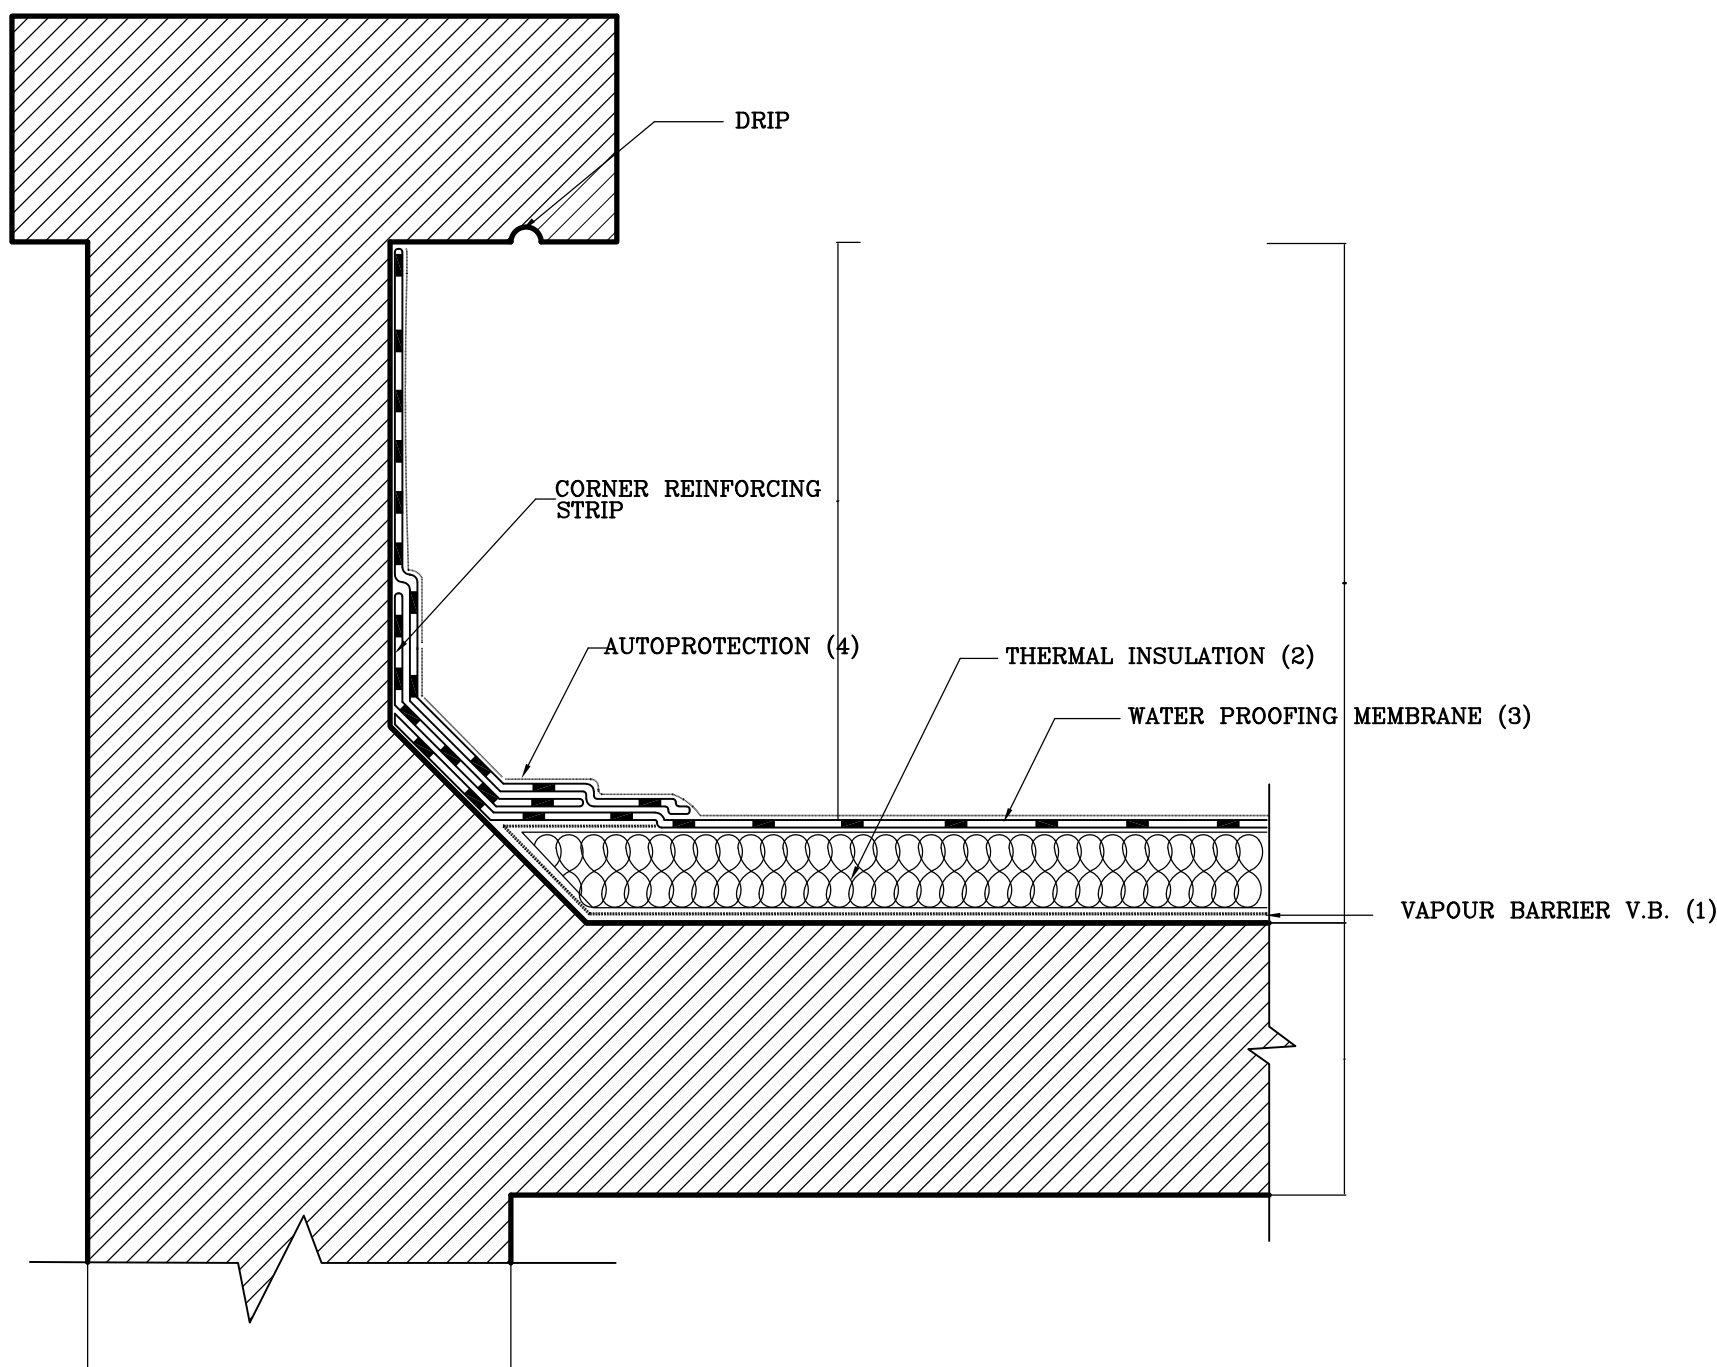 DRIP
CORNER REINFORCING
STRIP
AUTOPROTECTION (4)
THERMAL INSULATION (2)
WATER PROOFING MEMBRANE (3)
VAPOUR BARRIER V.B. (1)